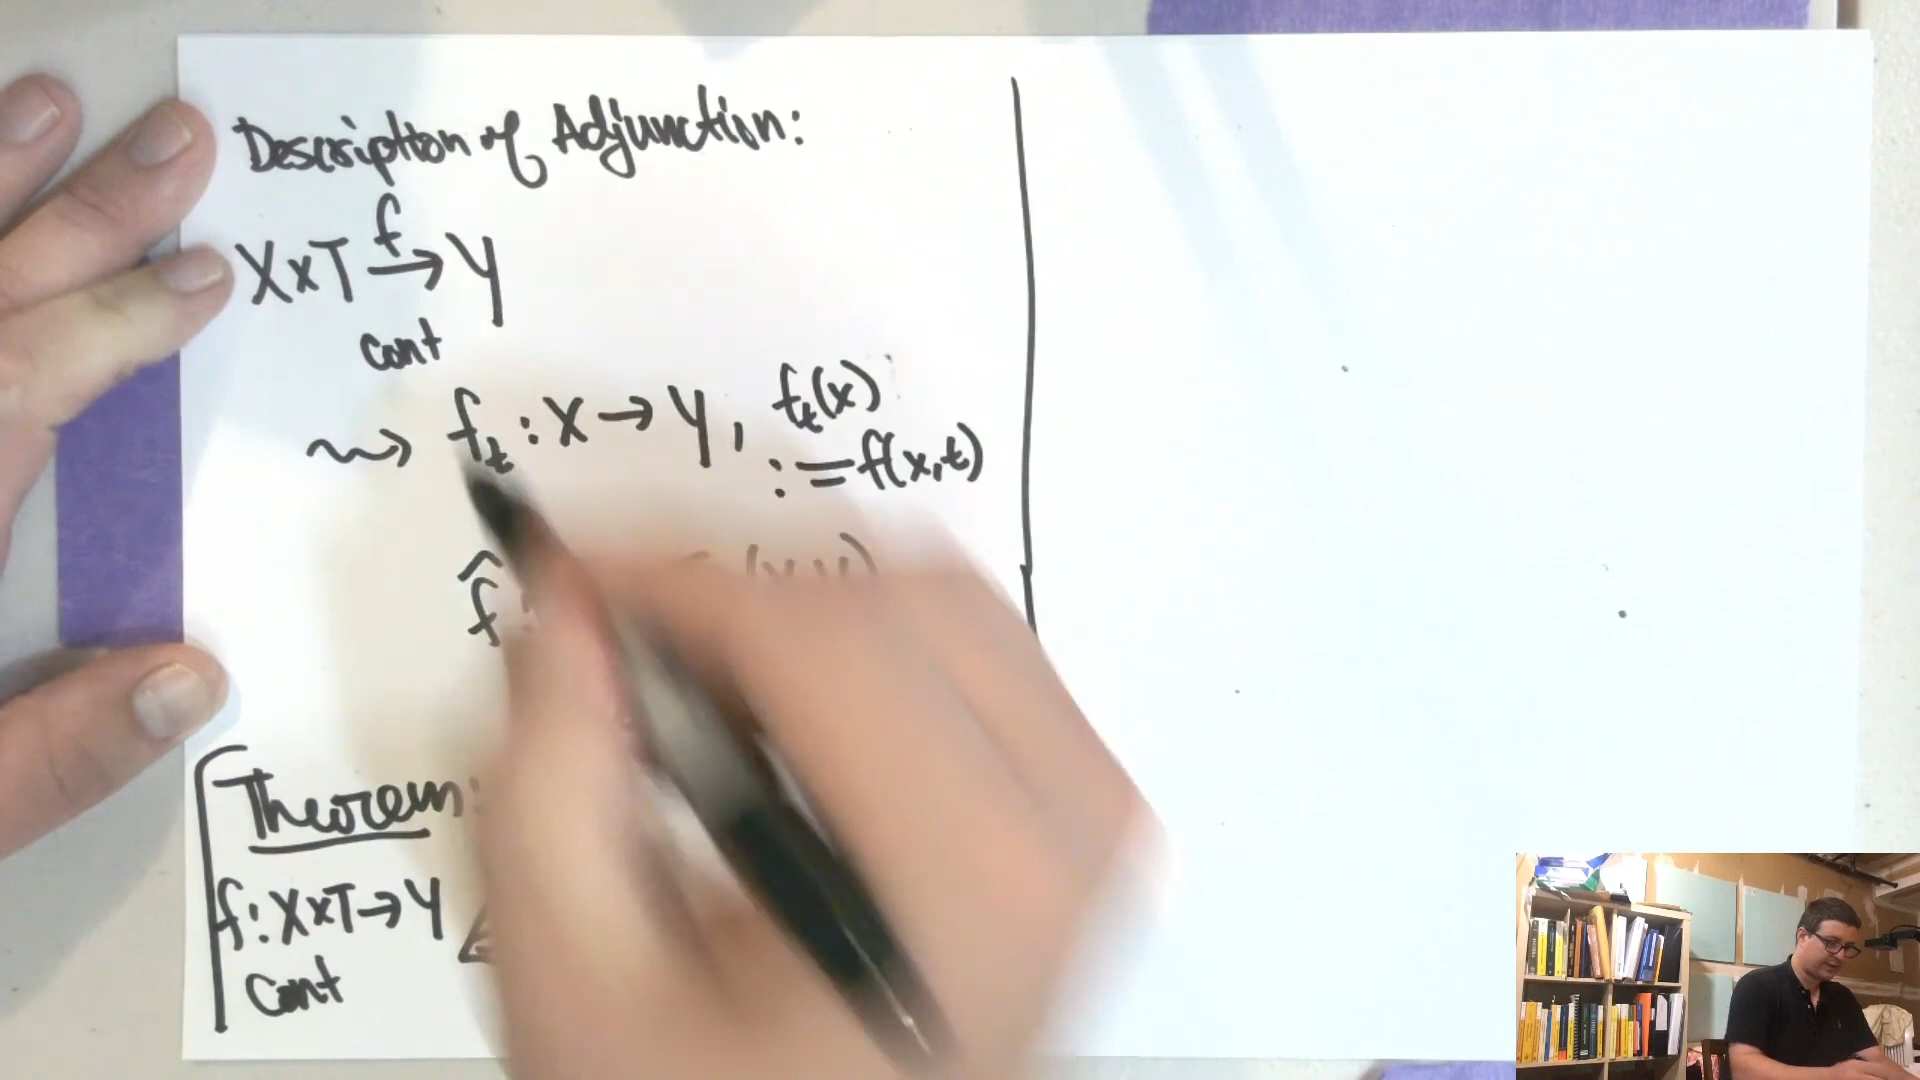 Description of Adjunction:
X×T →f Y
cont
⇝ f_t : X → Y, f_t(x)
:= f(x,t)
f̂
Theorem:
f: X×T → Y
cont